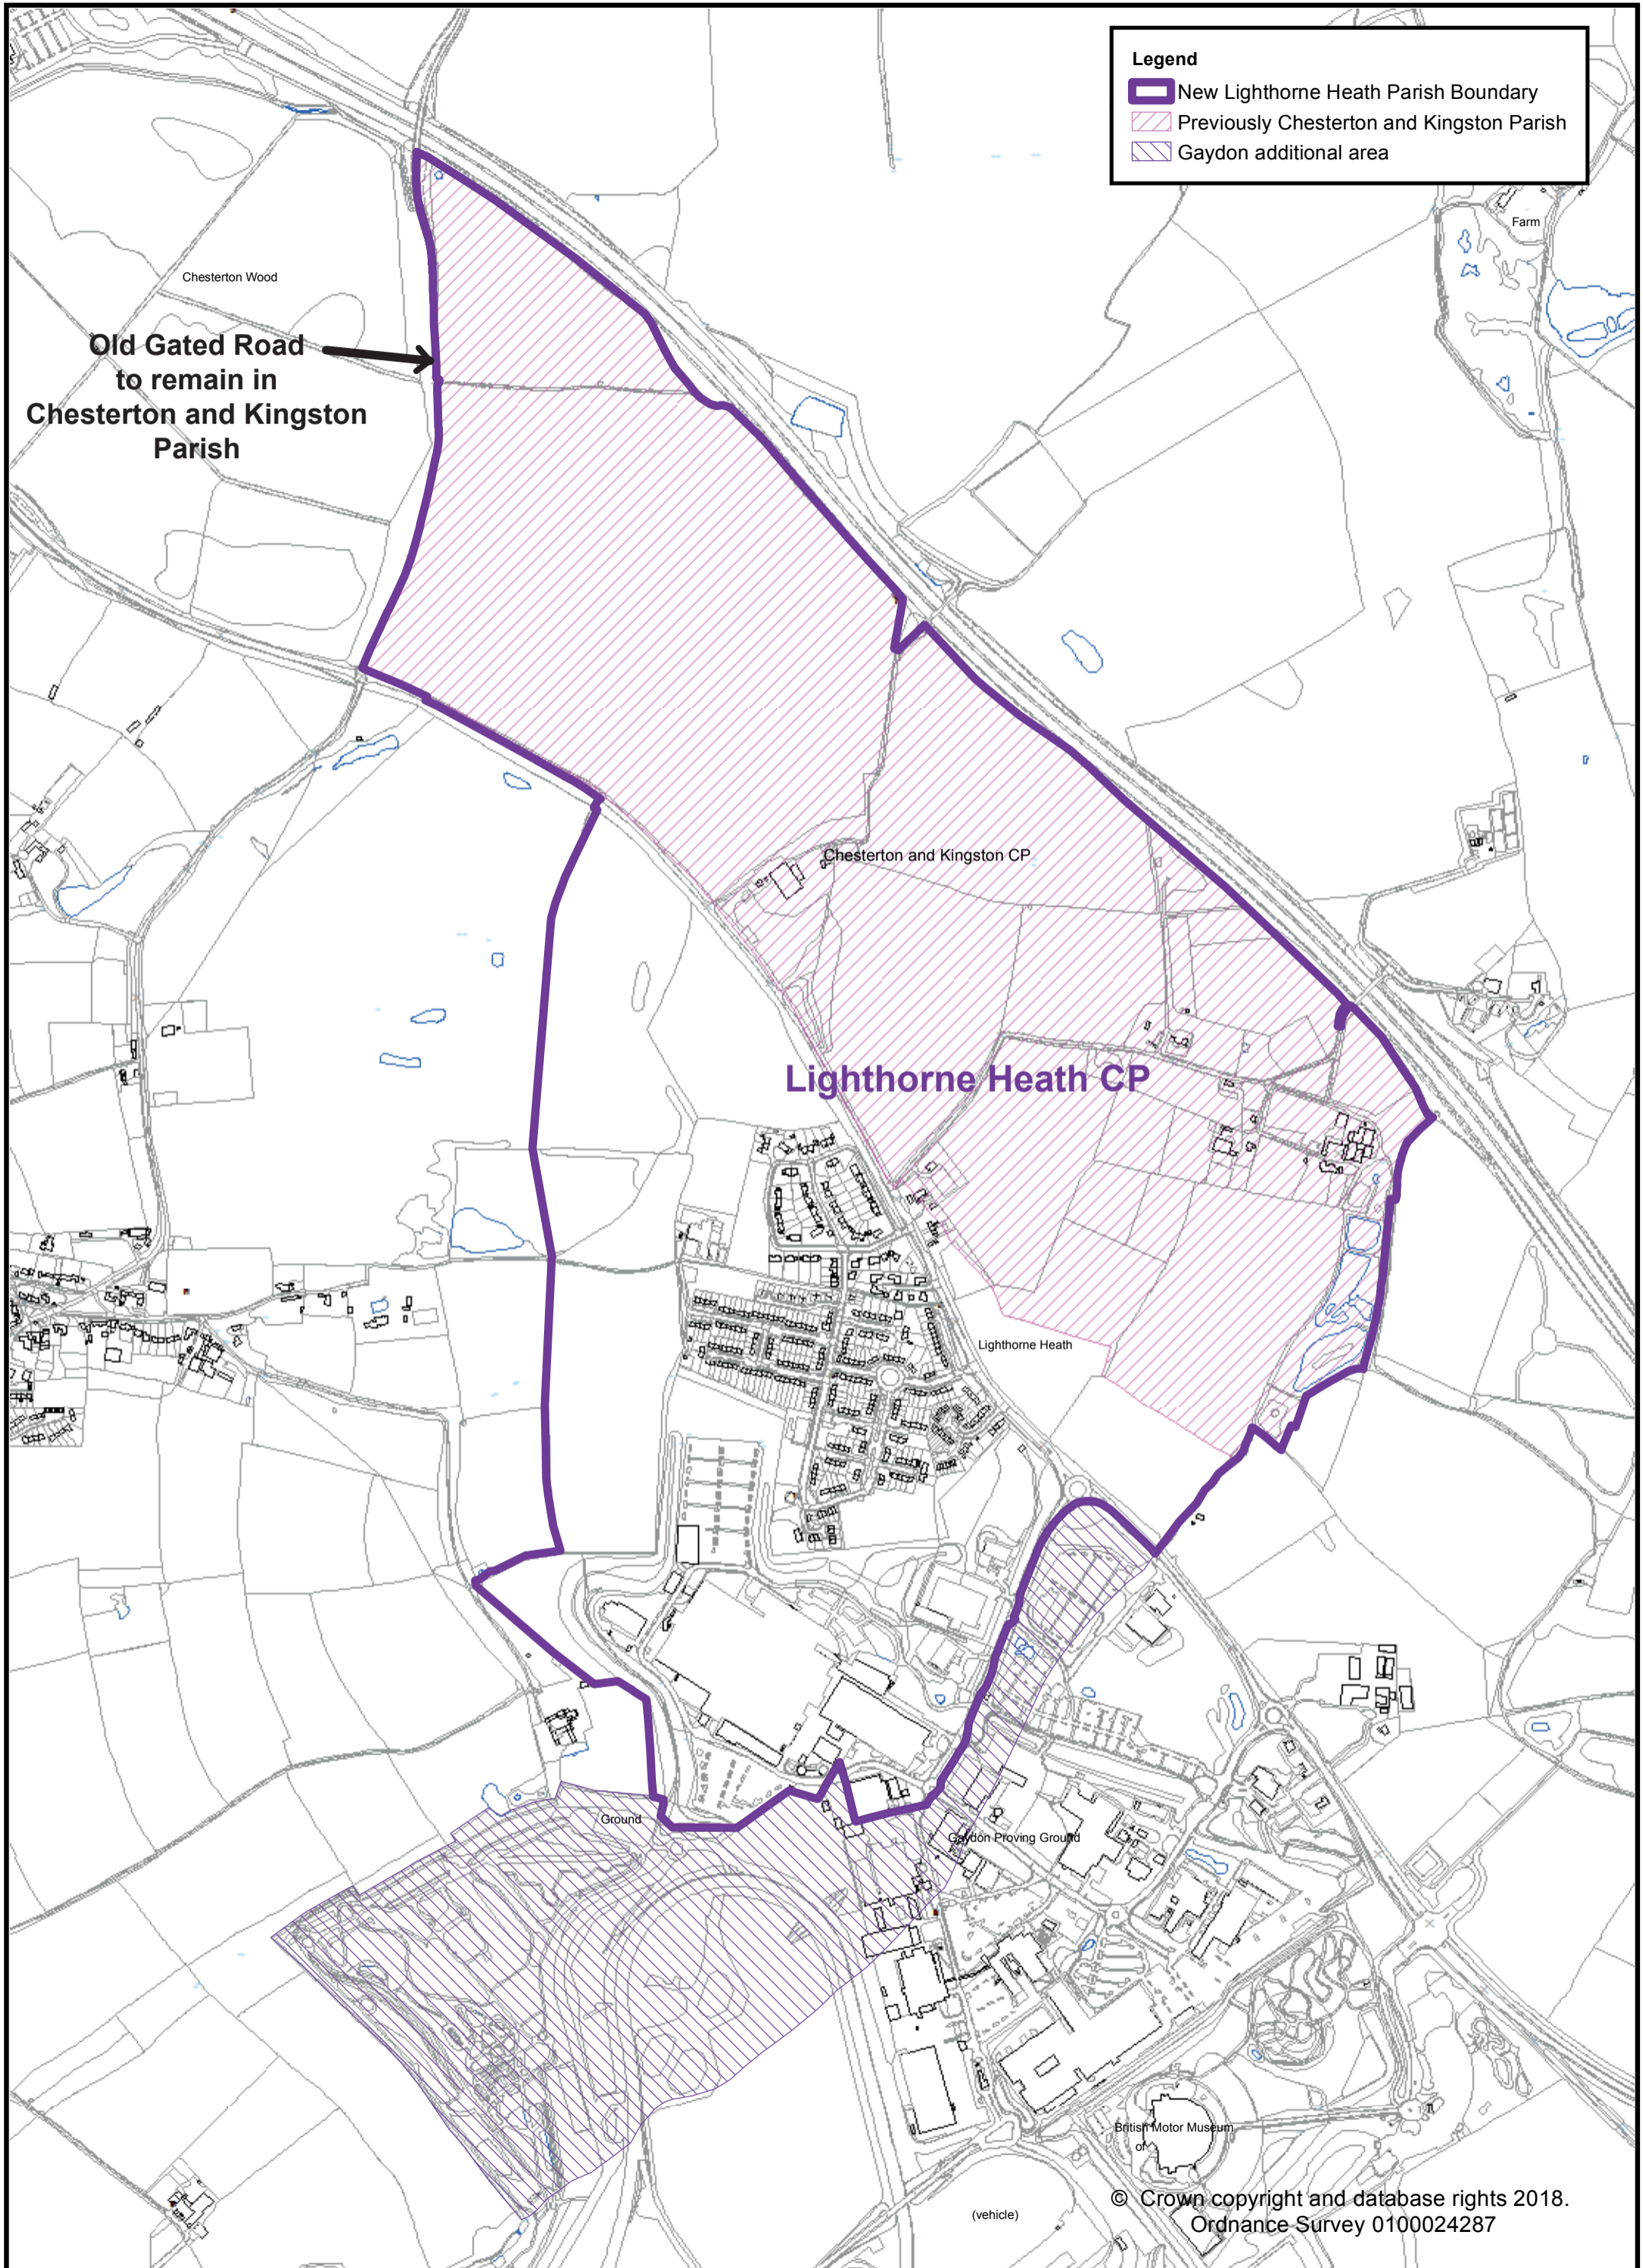 Legend
New Lighthorne Heath Parish Boundary
Previously Chesterton and Kingston Parish
Gaydon additional area
Farm
Chesterton Wood
Old Gated Road
to remain in
Chesterton and Kingston
Parish
Chesterton and Kingston CP
Lighthorne Heath CP
Lighthorne Heath
Ground
Gaydon Proving Ground
British Motor Museum
of
(vehicle)
© Crown copyright and database rights 2018.
Ordnance Survey 0100024287